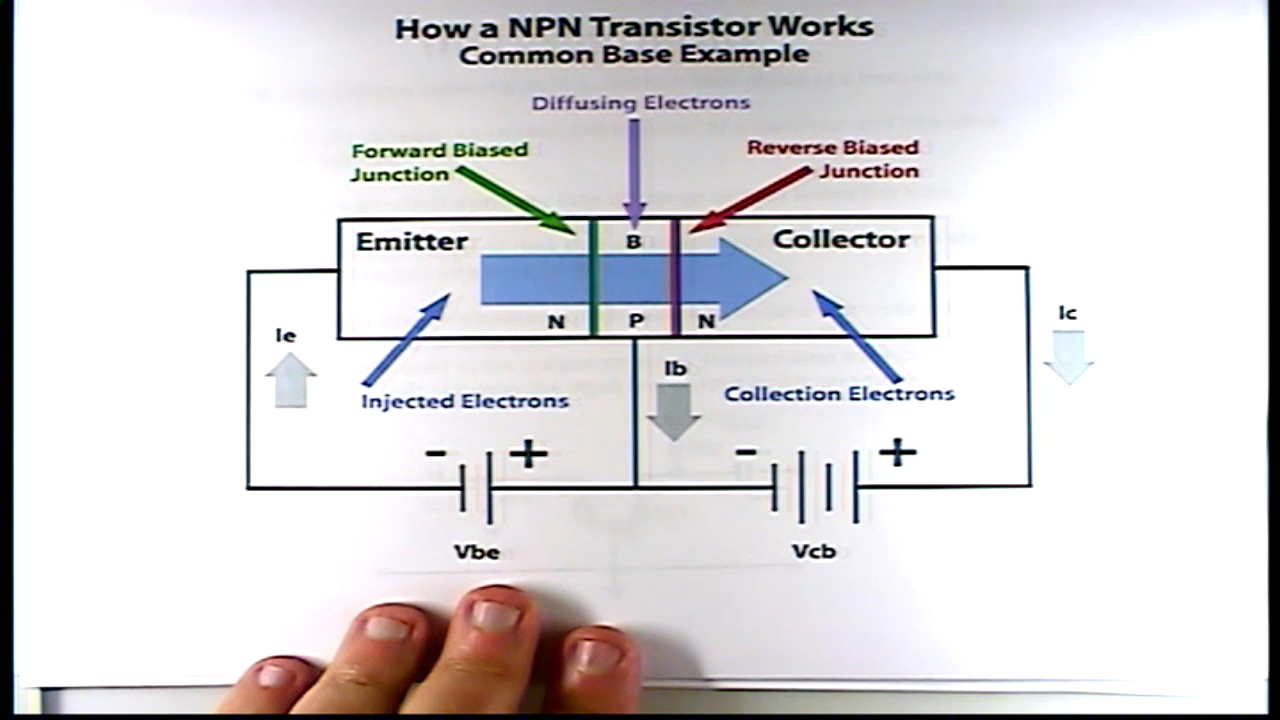 How a NPN Transistor Works
Common Base Example
Diffusing Electrons
Forward Biased
Junction
Reverse Biased
Junction
Emitter
B
Collector
N
P
N
Ie
Ib
Ic
Injected Electrons
Collection Electrons
- +
- +
Vbe
Vcb